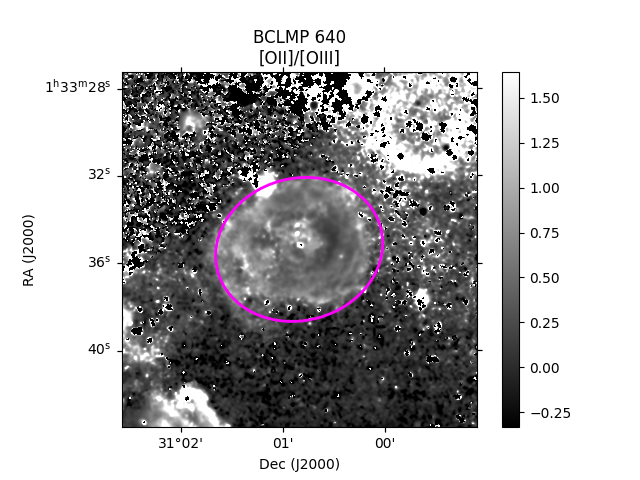 BCLMP 640
[OII]/[OIII]
1ʰ33ᵐ28ˢ
32ˢ
36ˢ
40ˢ
RA (J2000)
31°02'
01'
00'
Dec (J2000)
1.50
1.25
1.00
0.75
0.50
0.25
0.00
−0.25